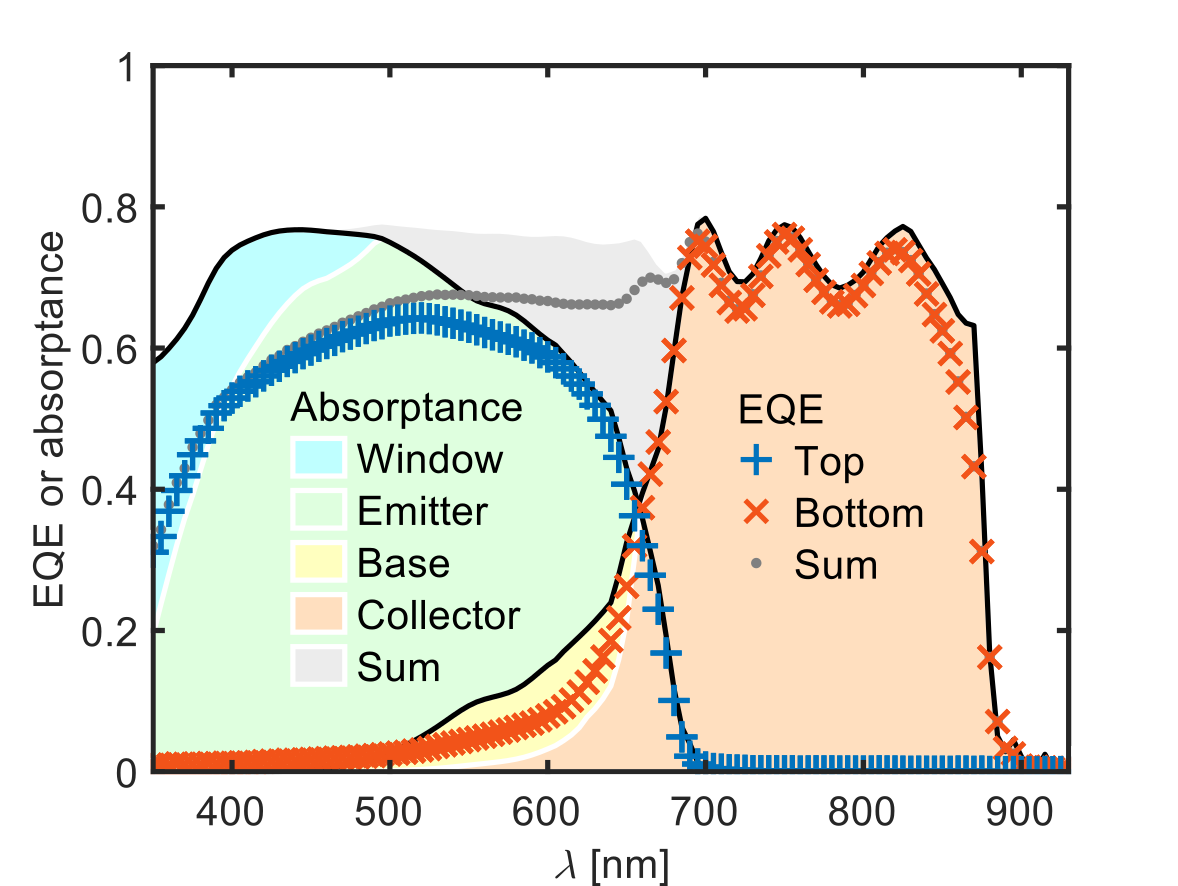 1
0.8
0.6
0.4
0.2
0
EQE or absorptance
Absorptance
Window
Emitter
Base
Collector
Sum
EQE
Top
Bottom
Sum
400 500 600 700 800 900
λ [nm]